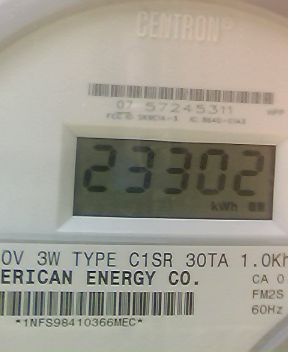 CENTRON®
07 57245311
23302
kWh
0V 3W TYPE C1SR 30TA 1.0Kh
ERICAN ENERGY CO.
CA 0
FM2S
60Hz
*1NFS98410366MEC*